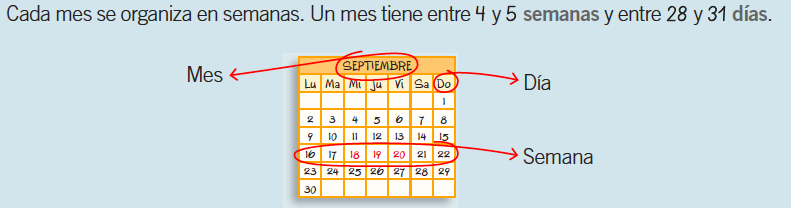 Cada mes se organiza en semanas. Un mes tiene entre 4 y 5 semanas y entre 28 y 31 días.
SEPTIEMBRE
Mes
Lu Ma Mi Ju Vi Sa Do
Día
1
2 3 4 5 6 7 8
9 10 11 12 13 14 15
16 17 18 19 20 21 22
Semana
23 24 25 26 27 28 29
30